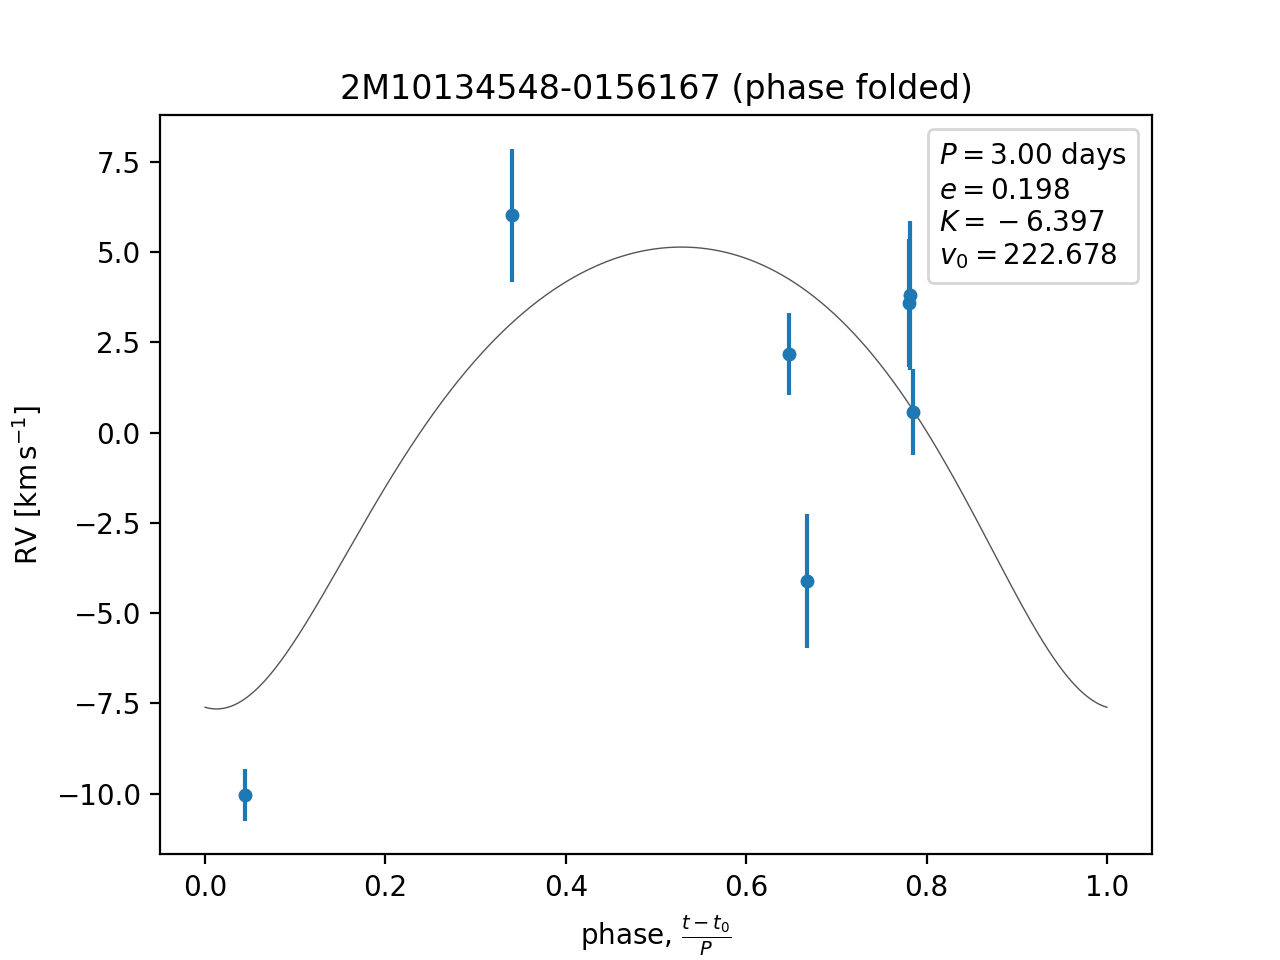 2M10134548-0156167 (phase folded)
P = 3.00 days
e = 0.198
K = −6.397
v₀ = 222.678
RV [km s⁻¹]
7.5
5.0
2.5
0.0
−2.5
−5.0
−7.5
−10.0
0.0 0.2 0.4 0.6 0.8 1.0
phase, (t − t₀)/P